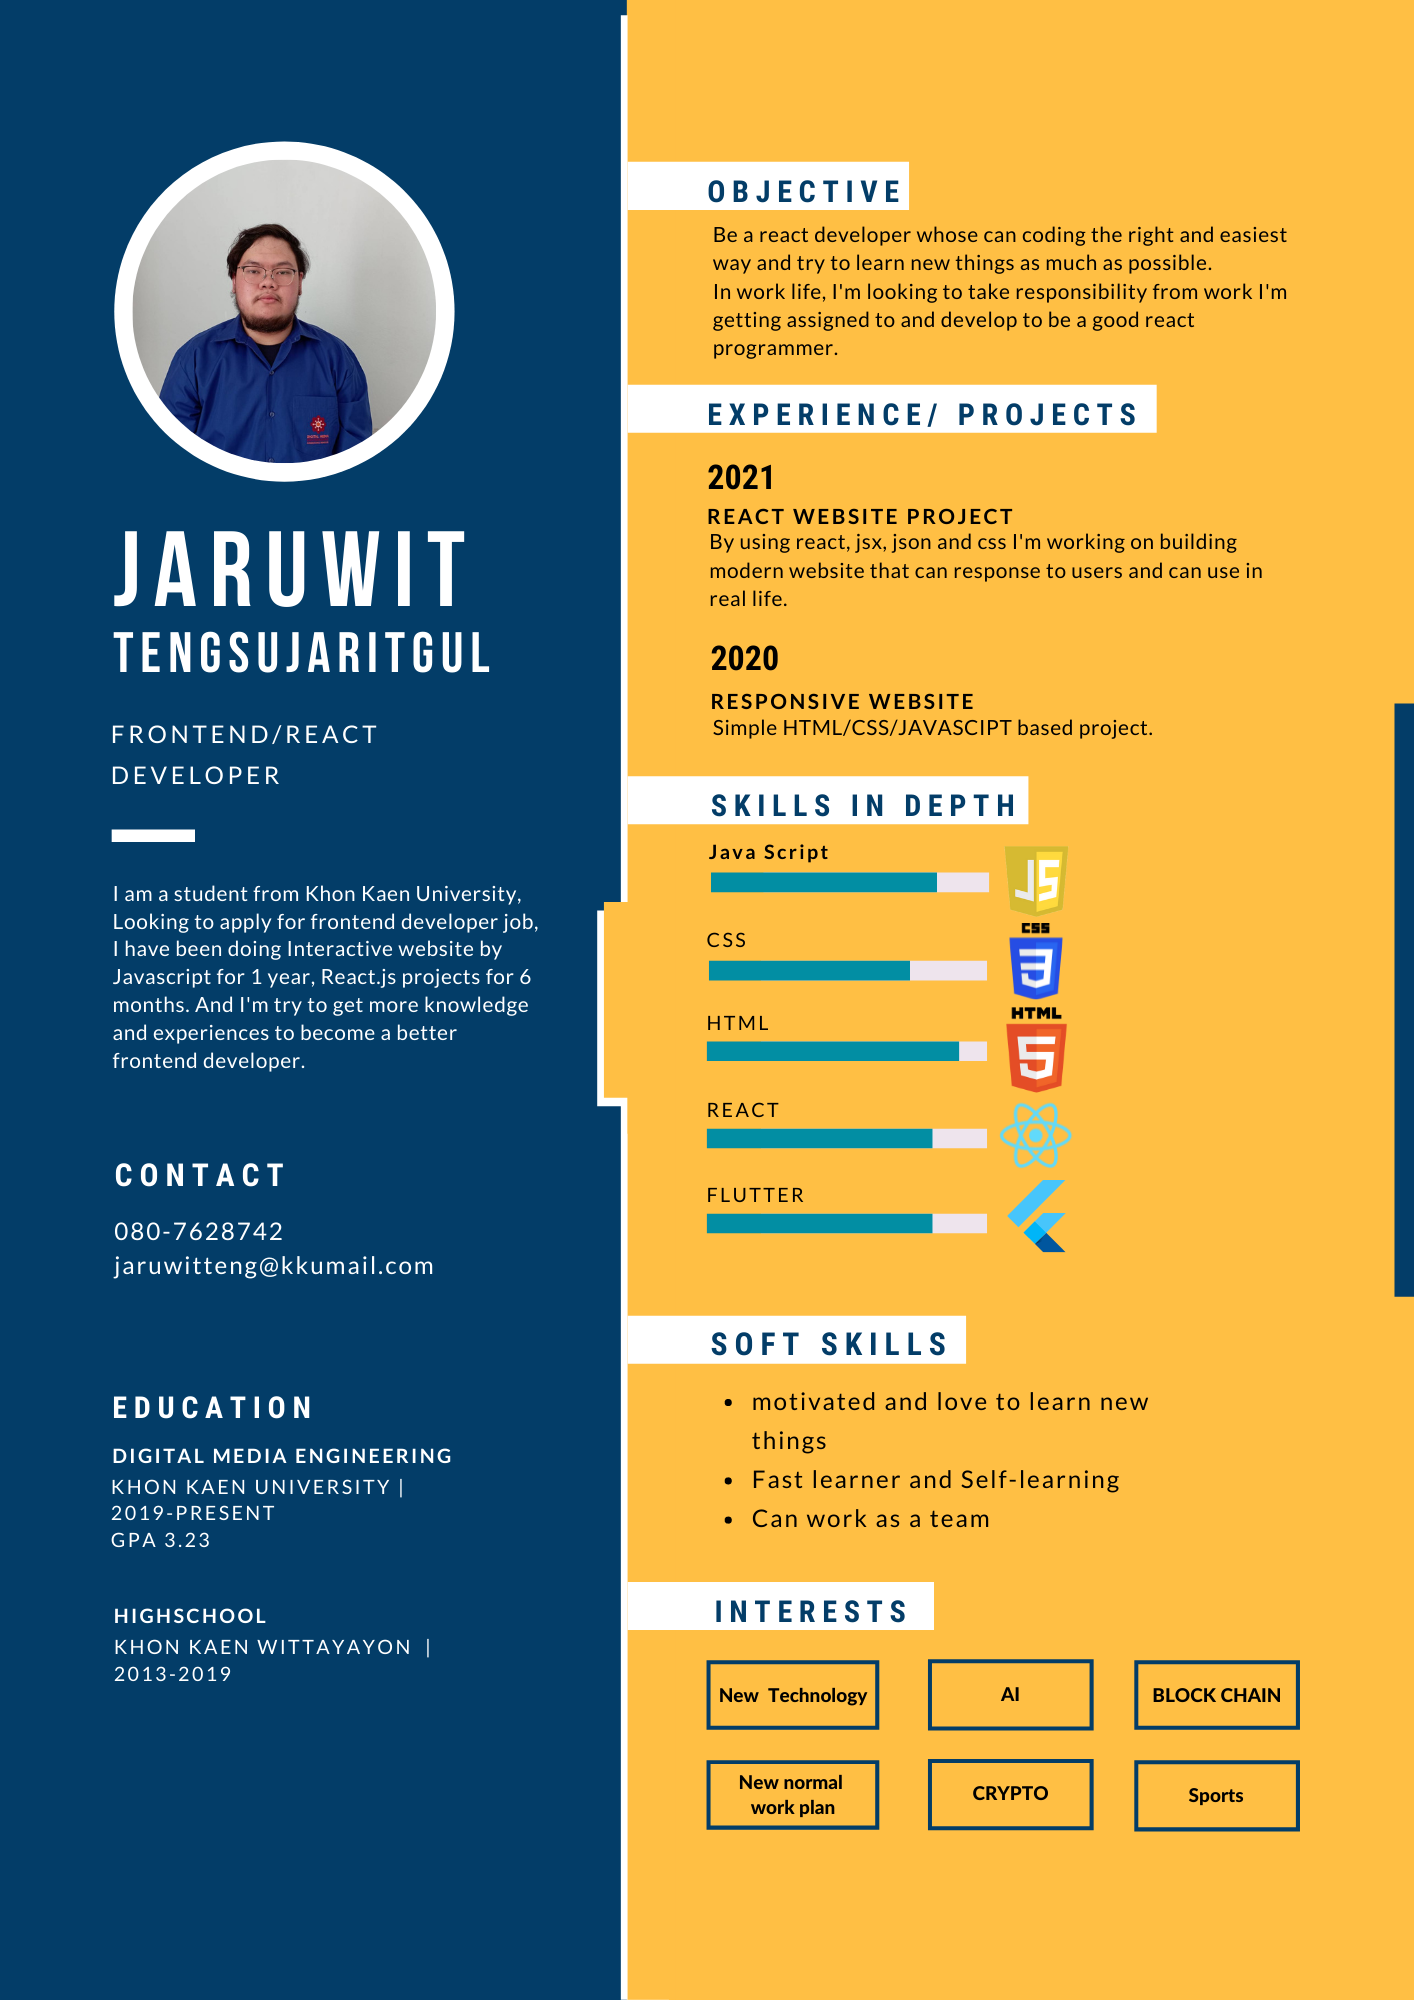 JARUWIT
TENGSUJARITGUL
FRONTEND/REACT
DEVELOPER
I am a student from Khon Kaen University,
Looking to apply for frontend developer job,
I have been doing Interactive website by
Javascript for 1 year, React.js projects for 6
months. And I'm try to get more knowledge
and experiences to become a better
frontend developer.
CONTACT
080-7628742
jaruwitteng@kkumail.com
EDUCATION
DIGITAL MEDIA ENGINEERING
KHON KAEN UNIVERSITY |
2019-PRESENT
GPA 3.23
HIGHSCHOOL
KHON KAEN WITTAYAYON |
2013-2019
OBJECTIVE
Be a react developer whose can coding the right and easiest
way and try to learn new things as much as possible.
In work life, I'm looking to take responsibility from work I'm
getting assigned to and develop to be a good react
programmer.
EXPERIENCE/ PROJECTS
2021
REACT WEBSITE PROJECT
By using react, jsx, json and css I'm working on building
modern website that can response to users and can use in
real life.
2020
RESPONSIVE WEBSITE
Simple HTML/CSS/JAVASCIPT based project.
SKILLS IN DEPTH
Java Script
JS
CSS
CSS
3
HTML
HTML
5
REACT
FLUTTER
SOFT SKILLS
• motivated and love to learn new
things
• Fast learner and Self-learning
• Can work as a team
INTERESTS
New Technology
AI
BLOCK CHAIN
New normal
work plan
CRYPTO
Sports